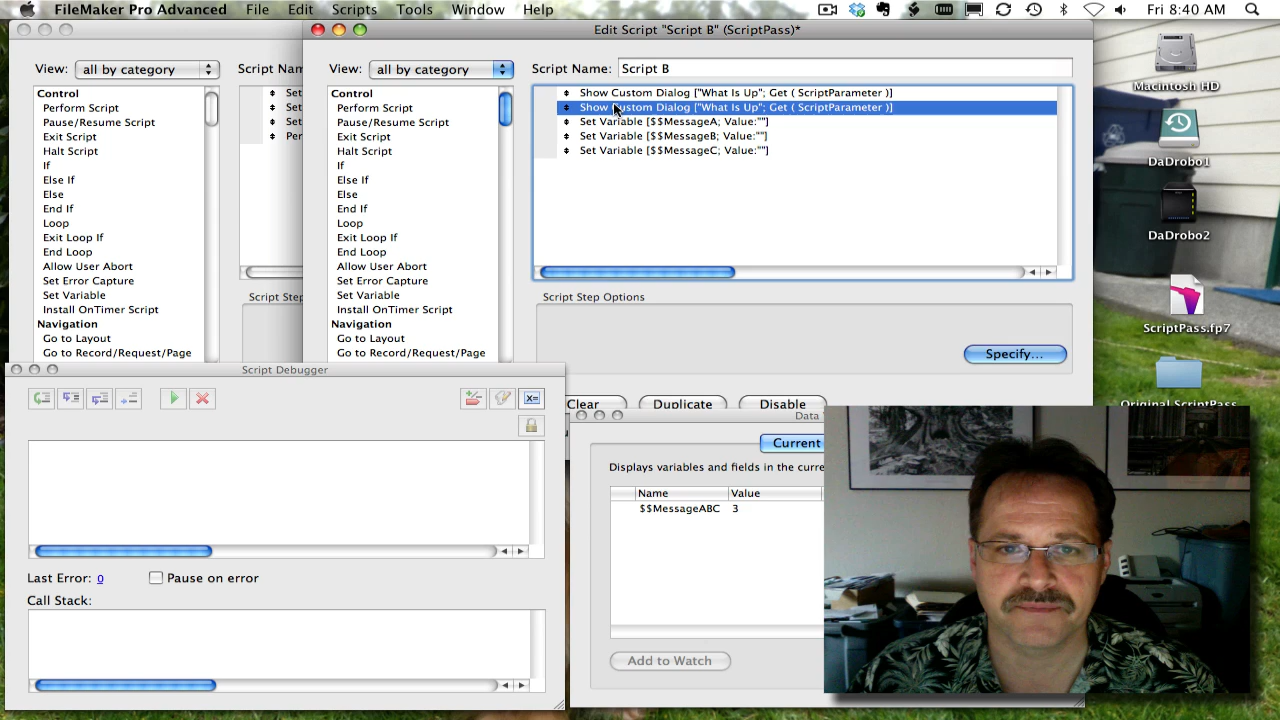 FileMaker Pro Advanced File Edit Scripts Tools Window Help Fri 8:40 AM
Edit Script "Script B" (ScriptPass)*
View: all by category
Script Nam
Set
Set
Set
Per
Control
Perform Script
Pause/Resume Script
Exit Script
Halt Script
If
Else If
Else
End If
Loop
Exit Loop If
End Loop
Allow User Abort
Set Error Capture
Set Variable
Install OnTimer Script
Navigation
Go to Layout
Go to Record/Request/Page
Script Step
View: all by category
Script Name: Script B
Control
Perform Script
Pause/Resume Script
Exit Script
Halt Script
If
Else If
Else
End If
Loop
Exit Loop If
End Loop
Allow User Abort
Set Error Capture
Set Variable
Install OnTimer Script
Navigation
Go to Layout
Go to Record/Request/Page
Show Custom Dialog ["What Is Up"; Get ( ScriptParameter )]
Show Custom Dialog ["What Is Up"; Get ( ScriptParameter )]
Set Variable [$$MessageA; Value:""]
Set Variable [$$MessageB; Value:""]
Set Variable [$$MessageC; Value:""]
Script Step Options
Specify...
Clear Duplicate Disable
Macintosh HD
DaDrobo1
DaDrobo2
ScriptPass.fp7
Original ScriptPass
Script Debugger
Last Error: 0 Pause on error
Call Stack:
Data
Current
Displays variables and fields in the curre
Name Value
$$MessageABC 3
Add to Watch